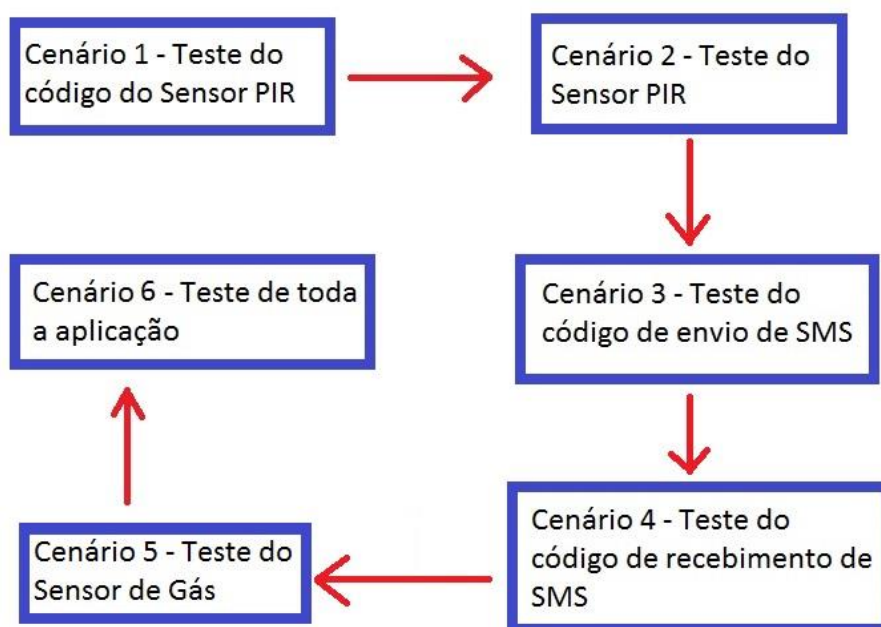 Cenário 1 - Teste do
código do Sensor PIR
Cenário 2 - Teste do
Sensor PIR
Cenário 3 - Teste do
código de envio de SMS
Cenário 4 - Teste do
código de recebimento de
SMS
Cenário 5 - Teste do
Sensor de Gás
Cenário 6 - Teste de toda
a aplicação